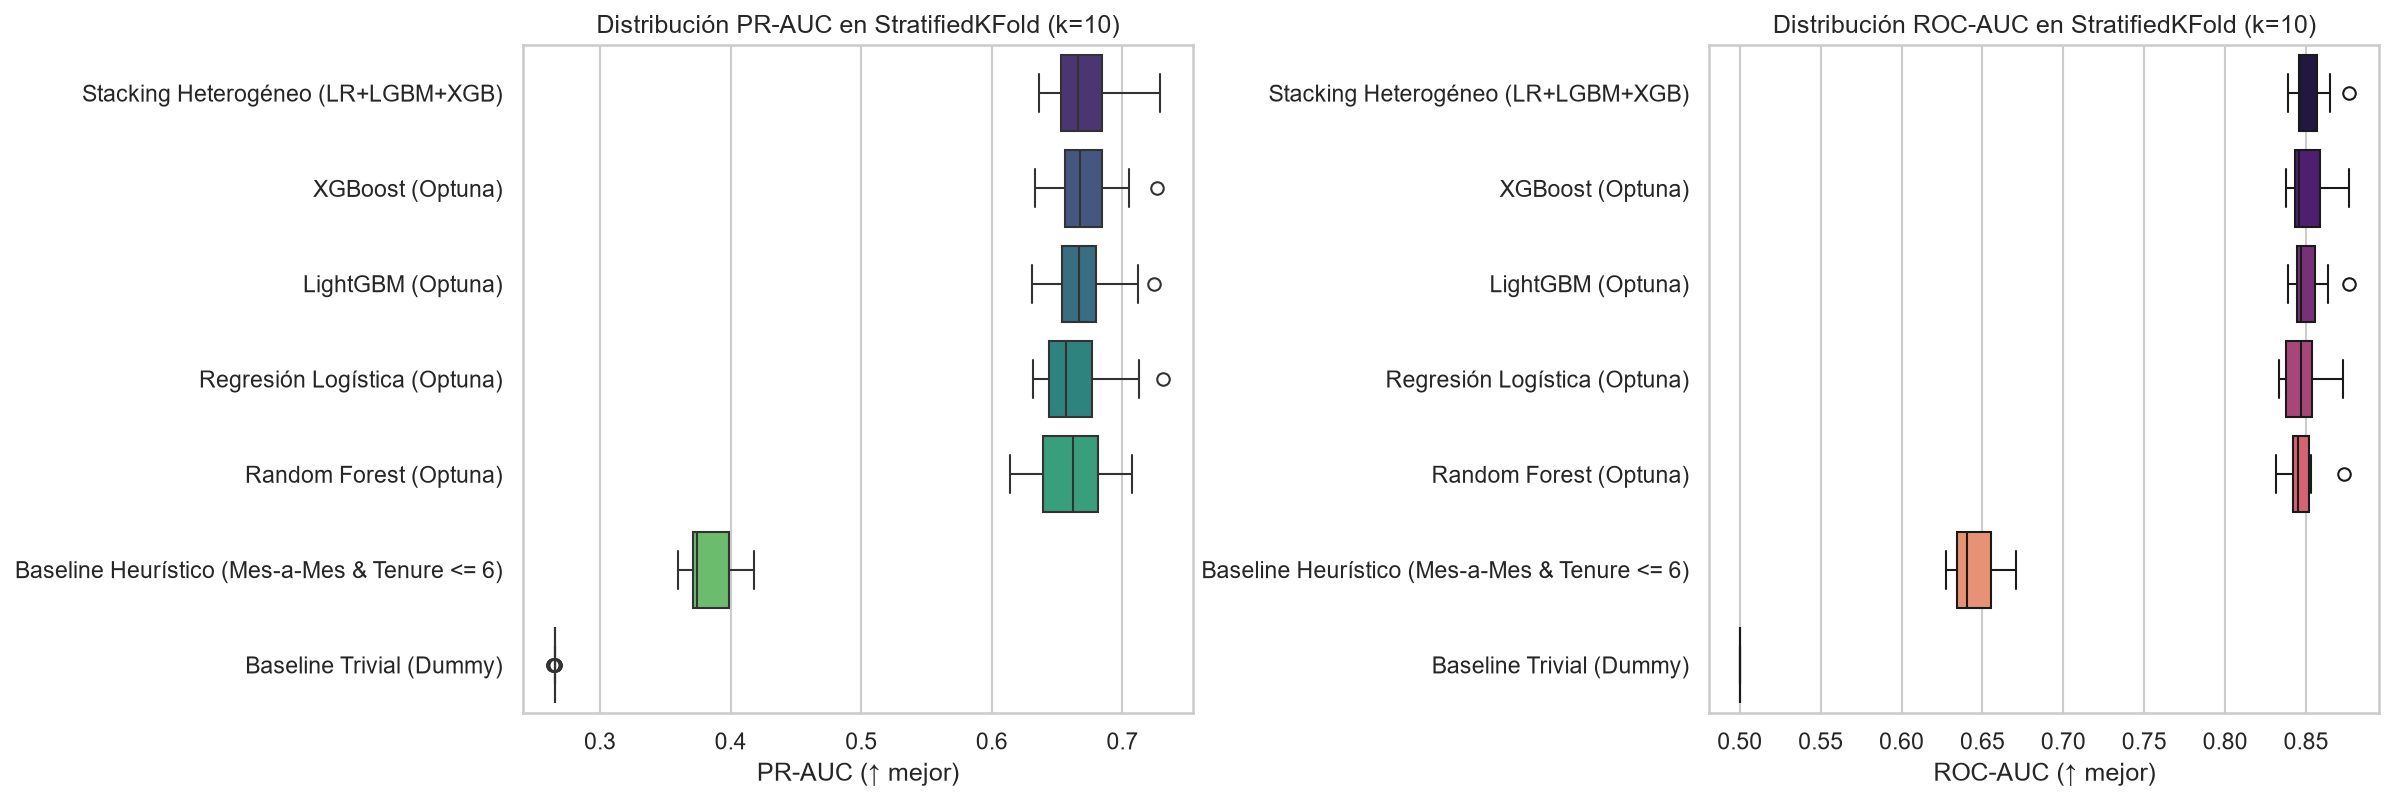 Distribución PR-AUC en StratifiedKFold (k=10)
Stacking Heterogéneo (LR+LGBM+XGB)
XGBoost (Optuna)
LightGBM (Optuna)
Regresión Logística (Optuna)
Random Forest (Optuna)
Baseline Heurístico (Mes-a-Mes & Tenure <= 6)
Baseline Trivial (Dummy)
0.3 0.4 0.5 0.6 0.7
PR-AUC (↑ mejor)
Distribución ROC-AUC en StratifiedKFold (k=10)
Stacking Heterogéneo (LR+LGBM+XGB)
XGBoost (Optuna)
LightGBM (Optuna)
Regresión Logística (Optuna)
Random Forest (Optuna)
Baseline Heurístico (Mes-a-Mes & Tenure <= 6)
Baseline Trivial (Dummy)
0.50 0.55 0.60 0.65 0.70 0.75 0.80 0.85
ROC-AUC (↑ mejor)